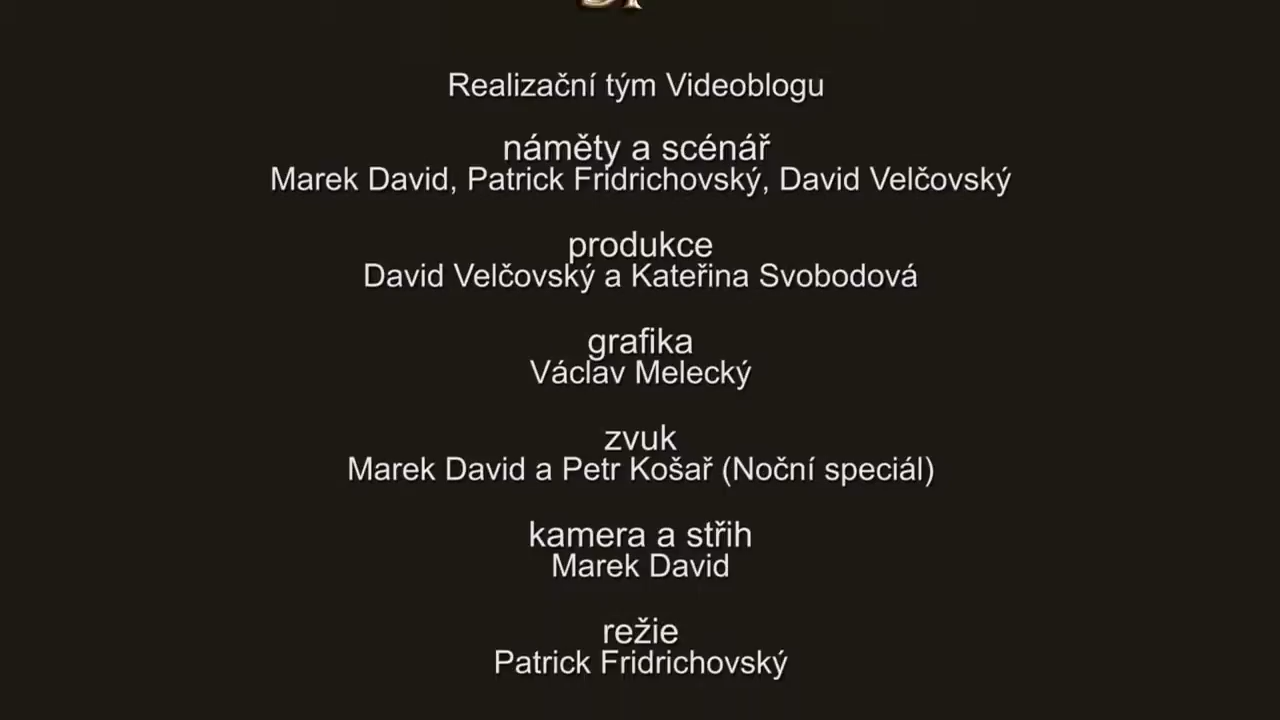 Realizační tým Videoblogu
náměty a scénář
Marek David, Patrick Fridrichovský, David Velčovský
produkce
David Velčovský a Kateřina Svobodová
grafika
Václav Melecký
zvuk
Marek David a Petr Košař (Noční speciál)
kamera a střih
Marek David
režie
Patrick Fridrichovský